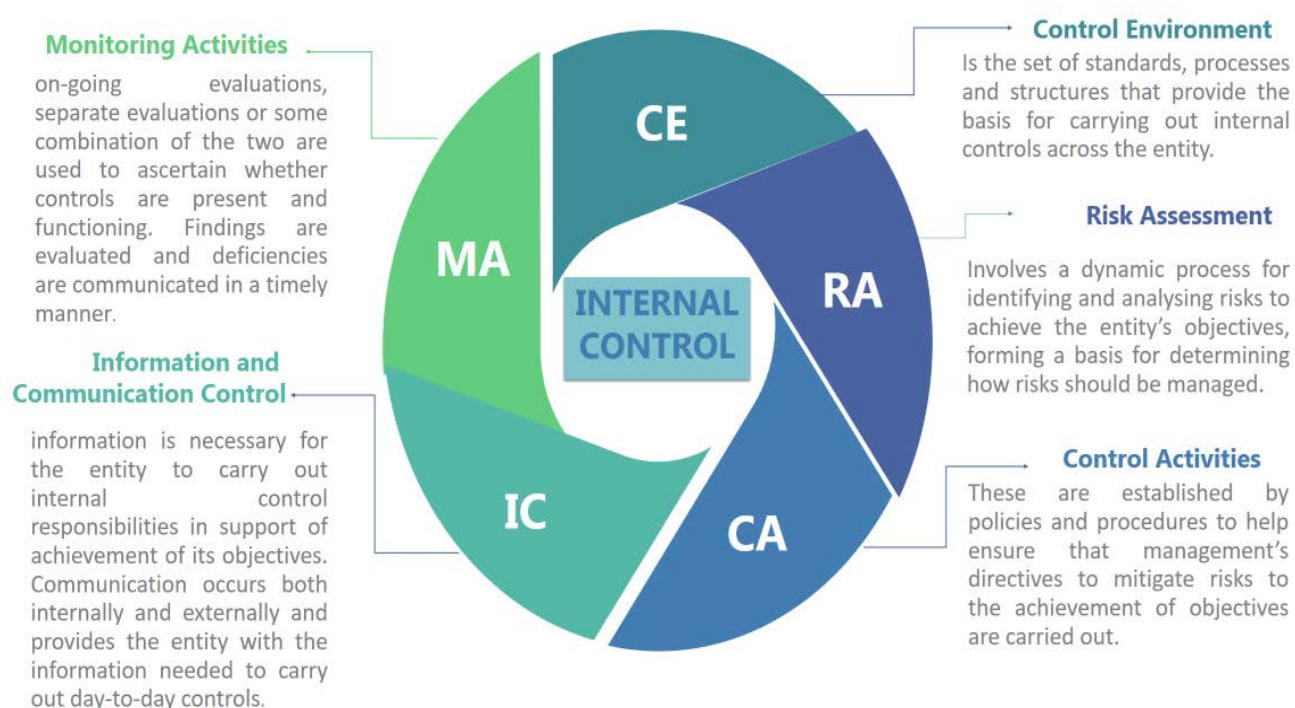 Monitoring Activities
on-going evaluations,
separate evaluations or some
combination of the two are
used to ascertain whether
controls are present and
functioning. Findings are
evaluated and deficiencies
are communicated in a timely
manner.
Information and
Communication Control
information is necessary for
the entity to carry out
internal control
responsibilities in support of
achievement of its objectives.
Communication occurs both
internally and externally and
provides the entity with the
information needed to carry
out day-to-day controls.
CE
MA
RA
INTERNAL
CONTROL
IC
CA
Control Environment
Is the set of standards, processes
and structures that provide the
basis for carrying out internal
controls across the entity.
Risk Assessment
Involves a dynamic process for
identifying and analysing risks to
achieve the entity's objectives,
forming a basis for determining
how risks should be managed.
Control Activities
These are established by
policies and procedures to help
ensure that management's
directives to mitigate risks to
the achievement of objectives
are carried out.